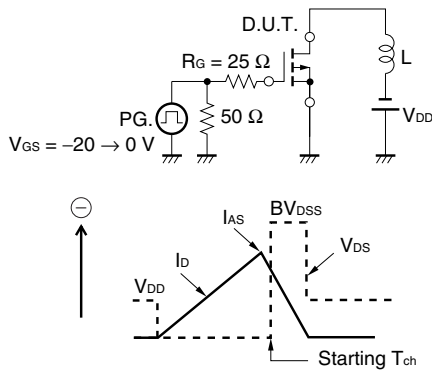 D.U.T.
RG = 25 Ω
L
PG.
50 Ω
VDD
VGS = −20 → 0 V
−
BVDSS
IAS
ID
VDS
VDD
Starting Tch